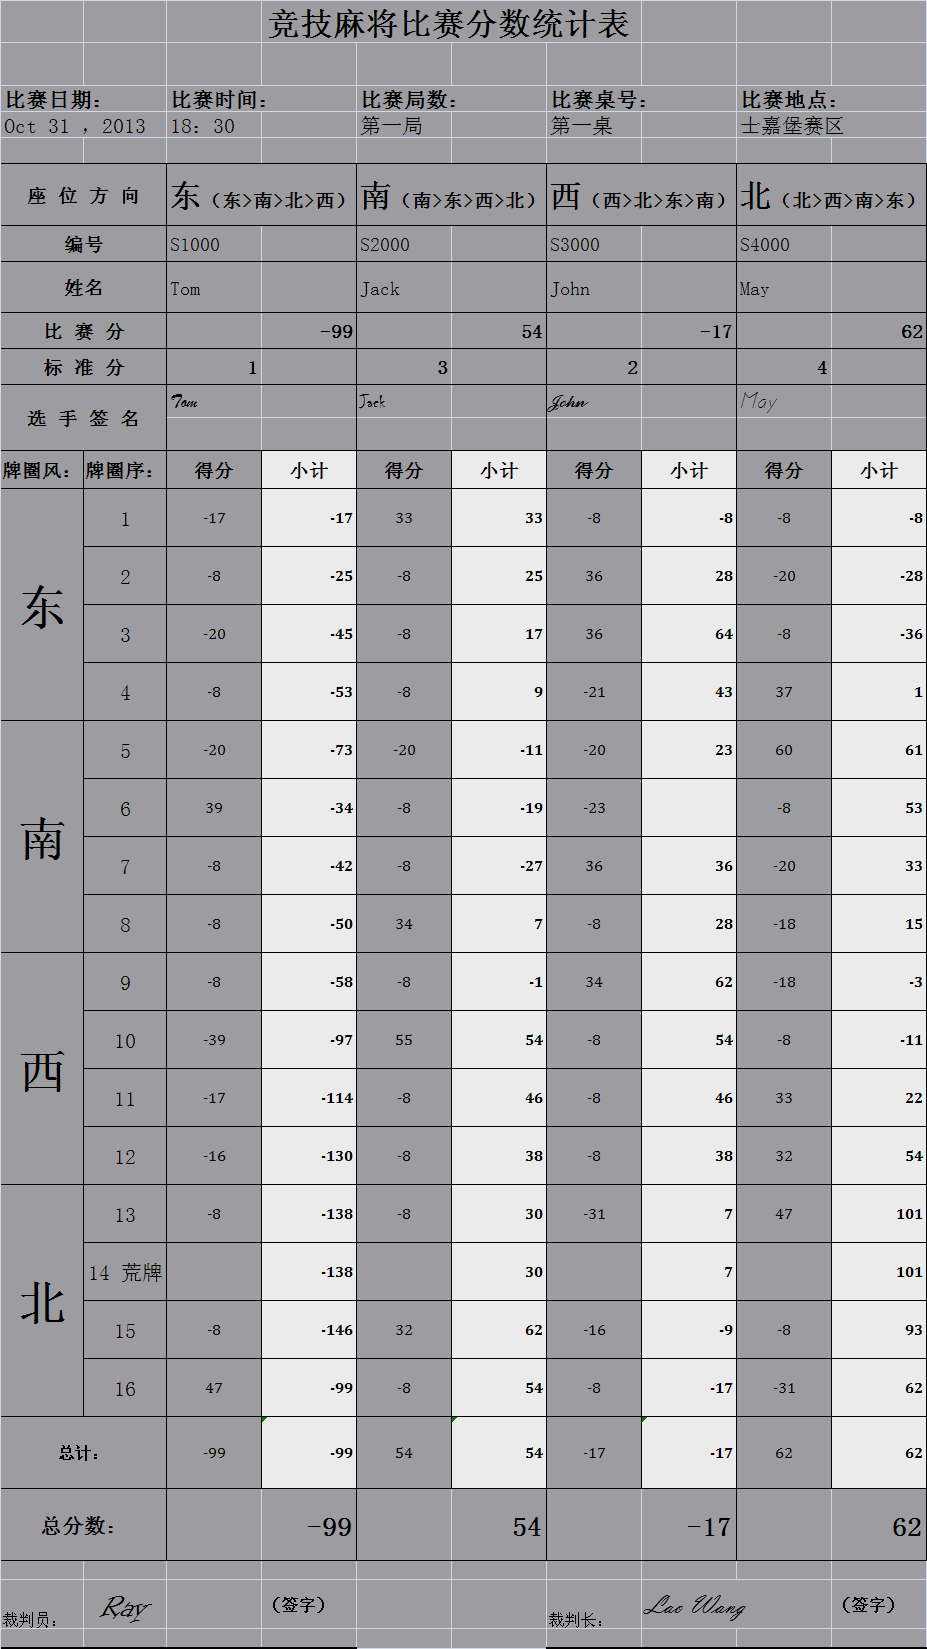 竞技麻将比赛分数统计表
比赛日期： 比赛时间： 比赛局数： 比赛桌号： 比赛地点：
Oct 31 , 2013 18：30 第一局 第一桌 士嘉堡赛区
座 位 方 向 东（东>南>北>西） 南（南>东>西>北） 西（西>北>东>南） 北（北>西>南>东）
编号 S1000 S2000 S3000 S4000
姓名 Tom Jack John May
比 赛 分 -99 54 -17 62
标 准 分 1 3 2 4
选 手 签 名 Tom Jack John May
牌圈风： 牌圈序： 得分 小计 得分 小计 得分 小计 得分 小计
东
1 -17 -17 33 33 -8 -8 -8 -8
2 -8 -25 -8 25 36 28 -20 -28
3 -20 -45 -8 17 36 64 -8 -36
4 -8 -53 -8 9 -21 43 37 1
南
5 -20 -73 -20 -11 -20 23 60 61
6 39 -34 -8 -19 -23 -8 53
7 -8 -42 -8 -27 36 36 -20 33
8 -8 -50 34 7 -8 28 -18 15
西
9 -8 -58 -8 -1 34 62 -18 -3
10 -39 -97 55 54 -8 54 -8 -11
11 -17 -114 -8 46 -8 46 33 22
12 -16 -130 -8 38 -8 38 32 54
北
13 -8 -138 -8 30 -31 7 47 101
14 荒牌 -138 30 7 101
15 -8 -146 32 62 -16 -9 -8 93
16 47 -99 -8 54 -8 -17 -31 62
总计： -99 -99 54 54 -17 -17 62 62
总分数： -99 54 -17 62
裁判员： Ray （签字） 裁判长： Lao Wang （签字）